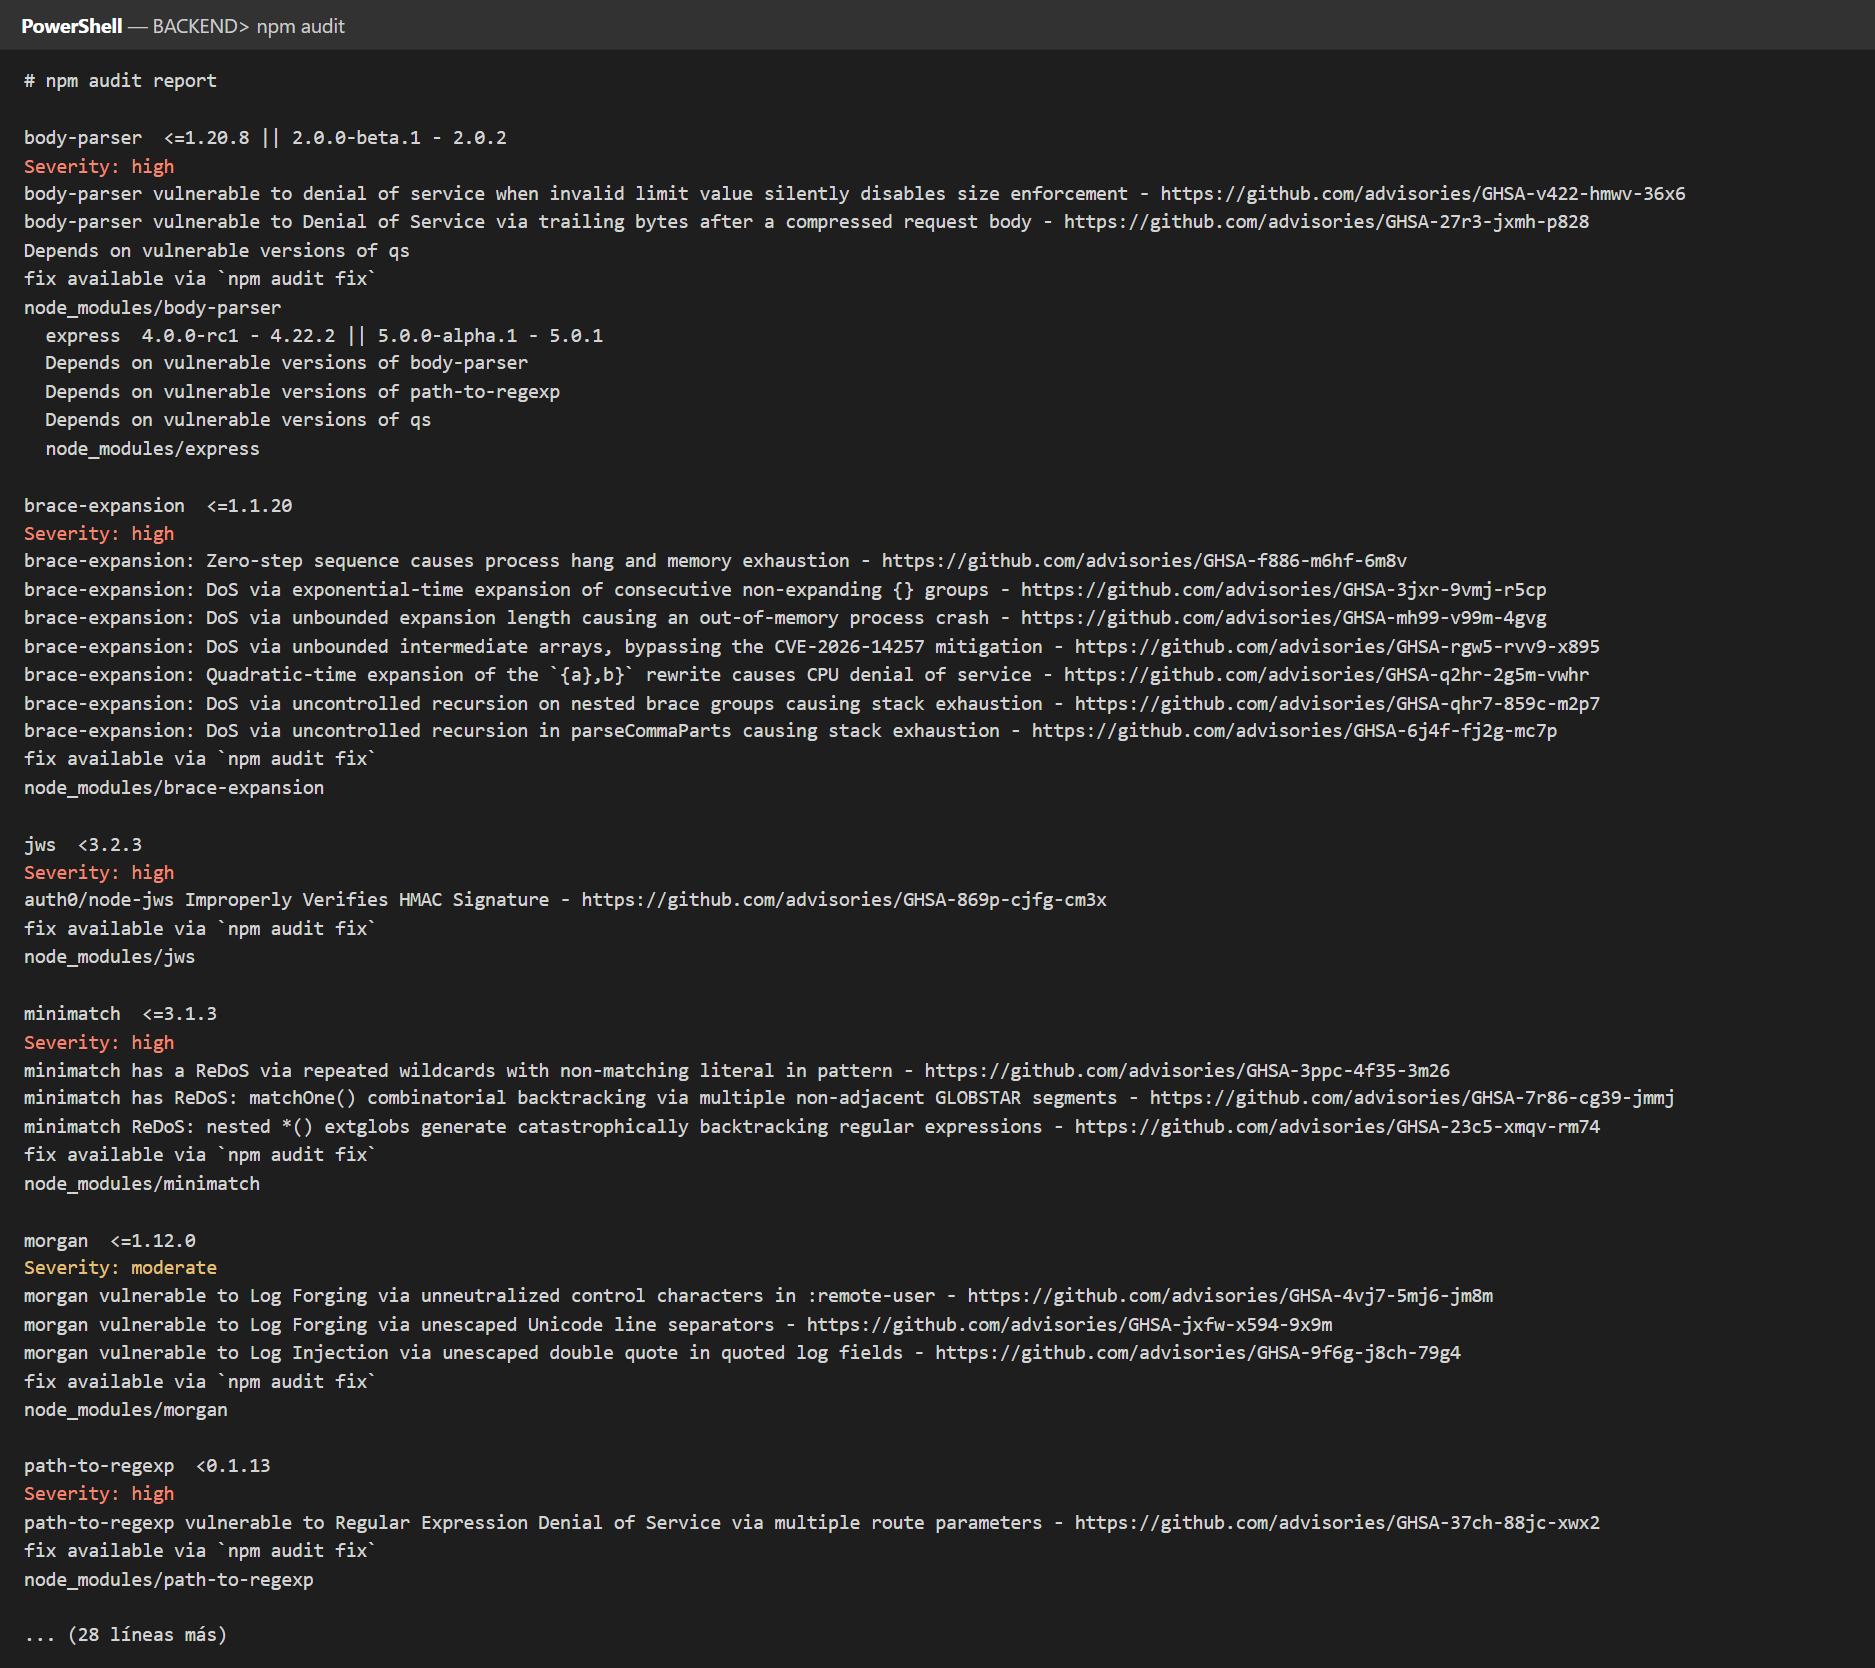 PowerShell — BACKEND> npm audit
# npm audit report
body-parser  <=1.20.8 || 2.0.0-beta.1 - 2.0.2
Severity: high
body-parser vulnerable to denial of service when invalid limit value silently disables size enforcement - https://github.com/advisories/GHSA-v422-hmwv-36x6
body-parser vulnerable to Denial of Service via trailing bytes after a compressed request body - https://github.com/advisories/GHSA-27r3-jxmh-p828
Depends on vulnerable versions of qs
fix available via `npm audit fix`
node_modules/body-parser
  express  4.0.0-rc1 - 4.22.2 || 5.0.0-alpha.1 - 5.0.1
  Depends on vulnerable versions of body-parser
  Depends on vulnerable versions of path-to-regexp
  Depends on vulnerable versions of qs
  node_modules/express
brace-expansion  <=1.1.20
Severity: high
brace-expansion: Zero-step sequence causes process hang and memory exhaustion - https://github.com/advisories/GHSA-f886-m6hf-6m8v
brace-expansion: DoS via exponential-time expansion of consecutive non-expanding {} groups - https://github.com/advisories/GHSA-3jxr-9vmj-r5cp
brace-expansion: DoS via unbounded expansion length causing an out-of-memory process crash - https://github.com/advisories/GHSA-mh99-v99m-4gvg
brace-expansion: DoS via unbounded intermediate arrays, bypassing the CVE-2026-14257 mitigation - https://github.com/advisories/GHSA-rgw5-rvv9-x895
brace-expansion: Quadratic-time expansion of the `{a},b}` rewrite causes CPU denial of service - https://github.com/advisories/GHSA-q2hr-2g5m-vwhr
brace-expansion: DoS via uncontrolled recursion on nested brace groups causing stack exhaustion - https://github.com/advisories/GHSA-qhr7-859c-m2p7
brace-expansion: DoS via uncontrolled recursion in parseCommaParts causing stack exhaustion - https://github.com/advisories/GHSA-6j4f-fj2g-mc7p
fix available via `npm audit fix`
node_modules/brace-expansion
jws  <3.2.3
Severity: high
auth0/node-jws Improperly Verifies HMAC Signature - https://github.com/advisories/GHSA-869p-cjfg-cm3x
fix available via `npm audit fix`
node_modules/jws
minimatch  <=3.1.3
Severity: high
minimatch has a ReDoS via repeated wildcards with non-matching literal in pattern - https://github.com/advisories/GHSA-3ppc-4f35-3m26
minimatch has ReDoS: matchOne() combinatorial backtracking via multiple non-adjacent GLOBSTAR segments - https://github.com/advisories/GHSA-7r86-cg39-jmmj
minimatch ReDoS: nested *() extglobs generate catastrophically backtracking regular expressions - https://github.com/advisories/GHSA-23c5-xmqv-rm74
fix available via `npm audit fix`
node_modules/minimatch
morgan  <=1.12.0
Severity: moderate
morgan vulnerable to Log Forging via unneutralized control characters in :remote-user - https://github.com/advisories/GHSA-4vj7-5mj6-jm8m
morgan vulnerable to Log Forging via unescaped Unicode line separators - https://github.com/advisories/GHSA-jxfw-x594-9x9m
morgan vulnerable to Log Injection via unescaped double quote in quoted log fields - https://github.com/advisories/GHSA-9f6g-j8ch-79g4
fix available via `npm audit fix`
node_modules/morgan
path-to-regexp  <0.1.13
Severity: high
path-to-regexp vulnerable to Regular Expression Denial of Service via multiple route parameters - https://github.com/advisories/GHSA-37ch-88jc-xwx2
fix available via `npm audit fix`
node_modules/path-to-regexp
... (28 líneas más)